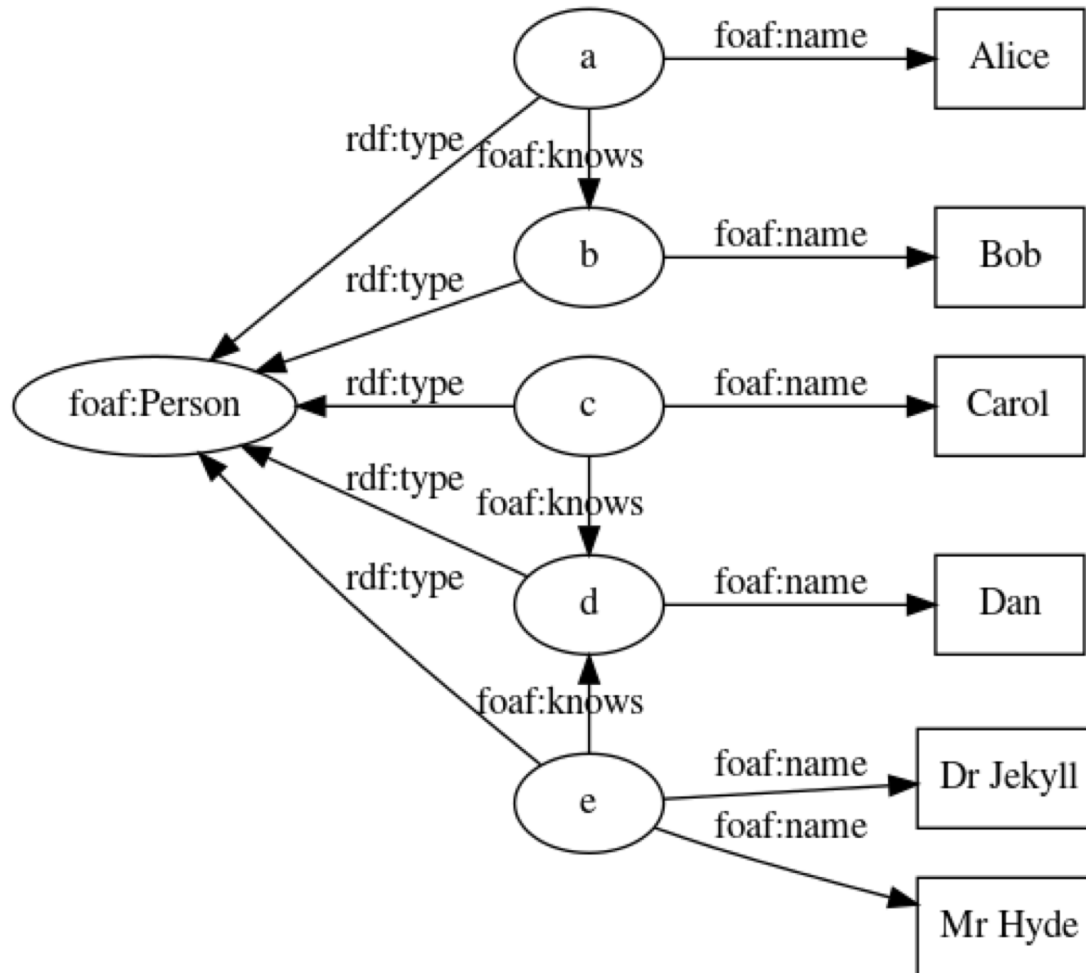 a
foaf:name
Alice
rdf:type
foaf:knows
b
foaf:name
Bob
rdf:type
foaf:Person
rdf:type
c
foaf:name
Carol
rdf:type
foaf:knows
rdf:type
d
foaf:name
Dan
foaf:knows
e
foaf:name
Dr Jekyll
foaf:name
Mr Hyde